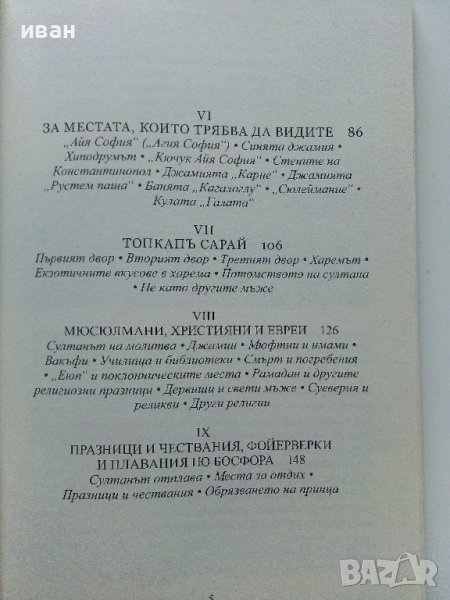 иван
VI
ЗА МЕСТАТА, КОИТО ТРЯБВА ДА ВИДИТЕ 86
„Айя София" („Агия София") • Синята джамия •
Хиподрумът • „Кючук Айя София" • Стените на
Константинопол • Джамията „Карие" • Джамията
„Рустем паша" • Банята „Кагалоглу" • „Сюлеймание" •
Кулата „Галата"
VII
ТОПКАПЪ САРАЙ 106
Първият двор • Вторият двор • Третият двор • Харемът •
Екзотичните вкусове в харема • Потомството на султана
• Не като другите мъже
VIII
МЮСЮЛМАНИ, ХРИСТИЯНИ И ЕВРЕИ 126
Султанът на молитва • Джамии • Мюфтии и имами •
Вакъфи • Училища и библиотеки • Смърт и погребения
• „Еюп" и поклонническите места • Рамадан и другите
религиозни празници • Дервиши и свети мъже • Суеверия и
реликви • Други религии
IX
ПРАЗНИЦИ И ЧЕСТВАНИЯ, ФОЙЕРВЕРКИ
И ПЛАВАНИЯ ПО БОСФОРА 148
Султанът отплава • Места за отдих •
Празници и чествания • Обрязването на принца
5
BAZAR